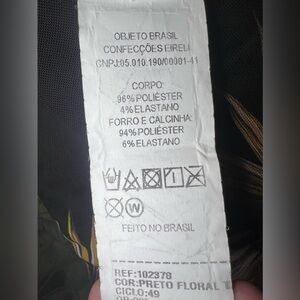 OBJETO BRASIL
CONFECÇÕES EIRELI
CNPJ:05.010.190/00001-41
CORPO:
96% POLIÉSTER
4% ELASTANO
FORRO E CALCINHA:
94% POLIÉSTER
6% ELASTANO
W
FEITO NO BRASIL
REF:102378
COR:PRETO FLORAL
CICLO:49